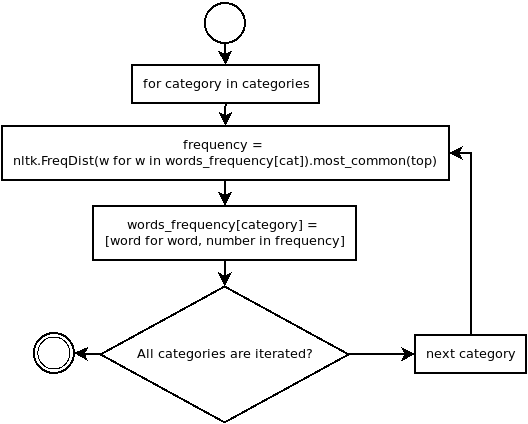 for category in categories
frequency =
nltk.FreqDist(w for w in words_frequency[cat]).most_common(top)
words_frequency[category] =
[word for word, number in frequency]
All categories are iterated?
next category